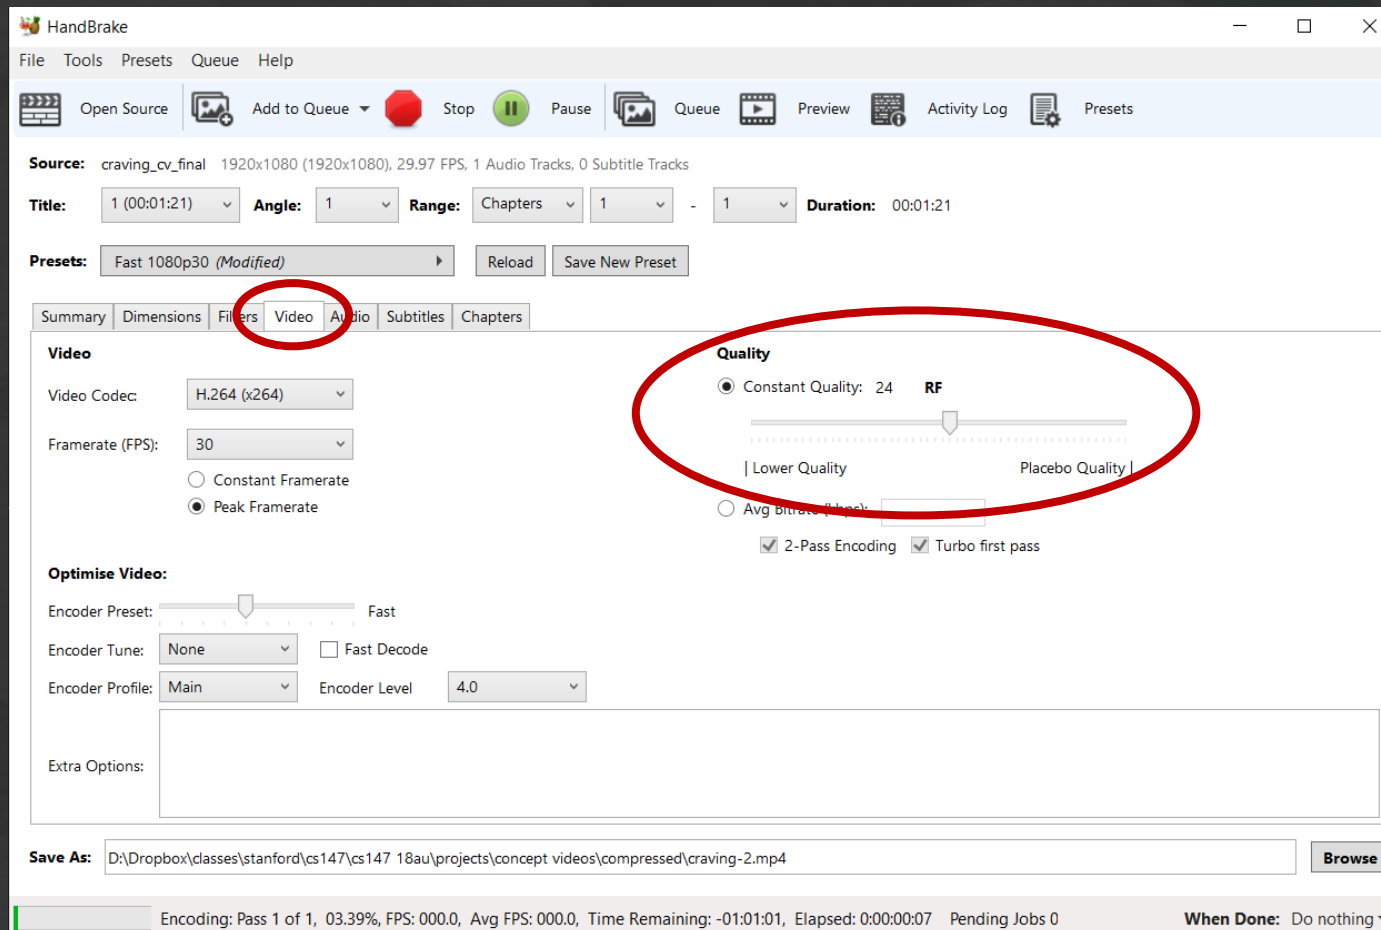 HandBrake
File Tools Presets Queue Help
Open Source Add to Queue Stop Pause Queue Preview Activity Log Presets
Source: craving_cv_final 1920x1080 (1920x1080), 29.97 FPS, 1 Audio Tracks, 0 Subtitle Tracks
Title: 1 (00:01:21) Angle: 1 Range: Chapters 1 - 1 Duration: 00:01:21
Presets: Fast 1080p30 (Modified) Reload Save New Preset
Summary Dimensions Filters Video Audio Subtitles Chapters
Video Quality
Video Codec: H.264 (x264) Constant Quality: 24 RF
Framerate (FPS): 30
| Lower Quality Placebo Quality |
Constant Framerate
Peak Framerate Avg Bitrate (kbps):
2-Pass Encoding Turbo first pass
Optimise Video:
Encoder Preset: Fast
Encoder Tune: None Fast Decode
Encoder Profile: Main Encoder Level 4.0
Extra Options:
Save As: D:\Dropbox\classes\stanford\cs147\cs147 18au\projects\concept videos\compressed\craving-2.mp4 Browse
Encoding: Pass 1 of 1, 03.39%, FPS: 000.0, Avg FPS: 000.0, Time Remaining: -01:01:01, Elapsed: 0:00:00:07 Pending Jobs 0 When Done: Do nothing